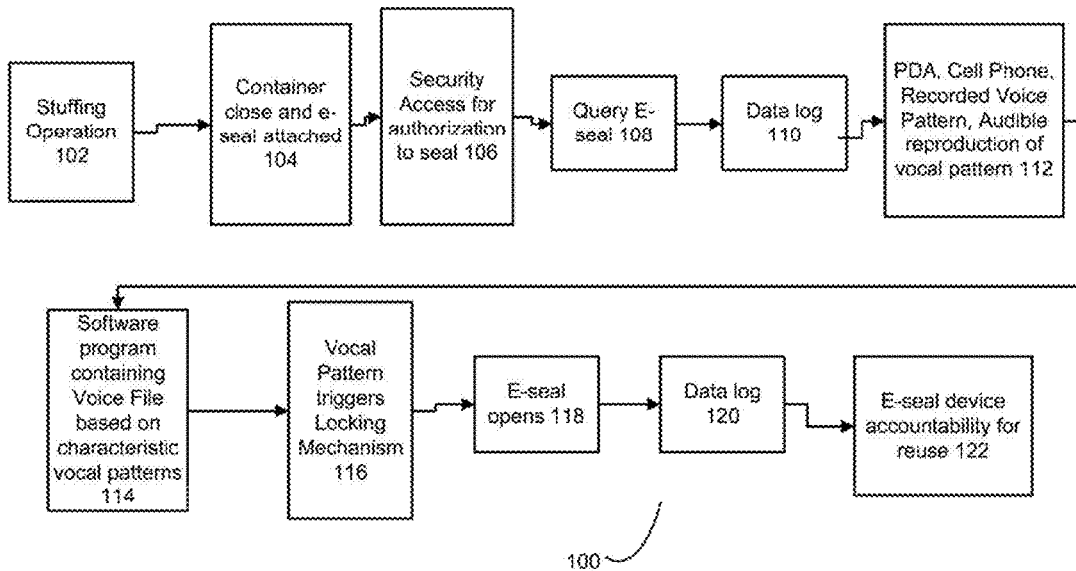 Stuffing
Operation
102
Container
close and e-
seal attached
104
Security
Access for
authorization
to seal 106
Query E-
seal 108
Data log
110
PDA, Cell Phone,
Recorded Voice
Pattern, Audible
reproduction of
vocal pattern 112
Software
program
containing
Voice File
based on
characteristic
vocal patterns
114
Vocal
Pattern
triggers
Locking
Mechanism
116
E-seal
opens 118
Data log
120
E-seal device
accountability for
reuse 122
100